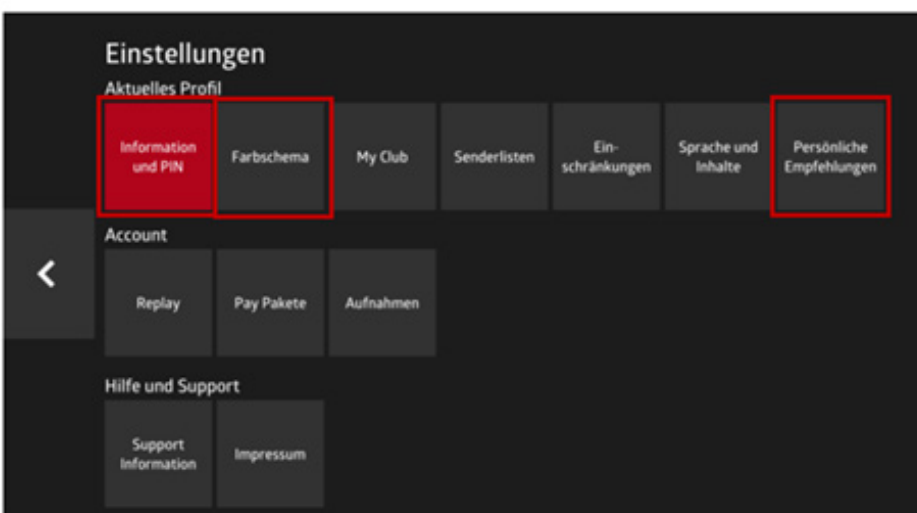 Einstellungen
Aktuelles Profil
Information
und PIN
Farbschema
My Club
Senderlisten
Ein-
schränkungen
Sprache und
Inhalte
Persönliche
Empfehlungen
Account
Replay
Pay Pakete
Aufnahmen
Hilfe und Support
Support
Information
Impressum